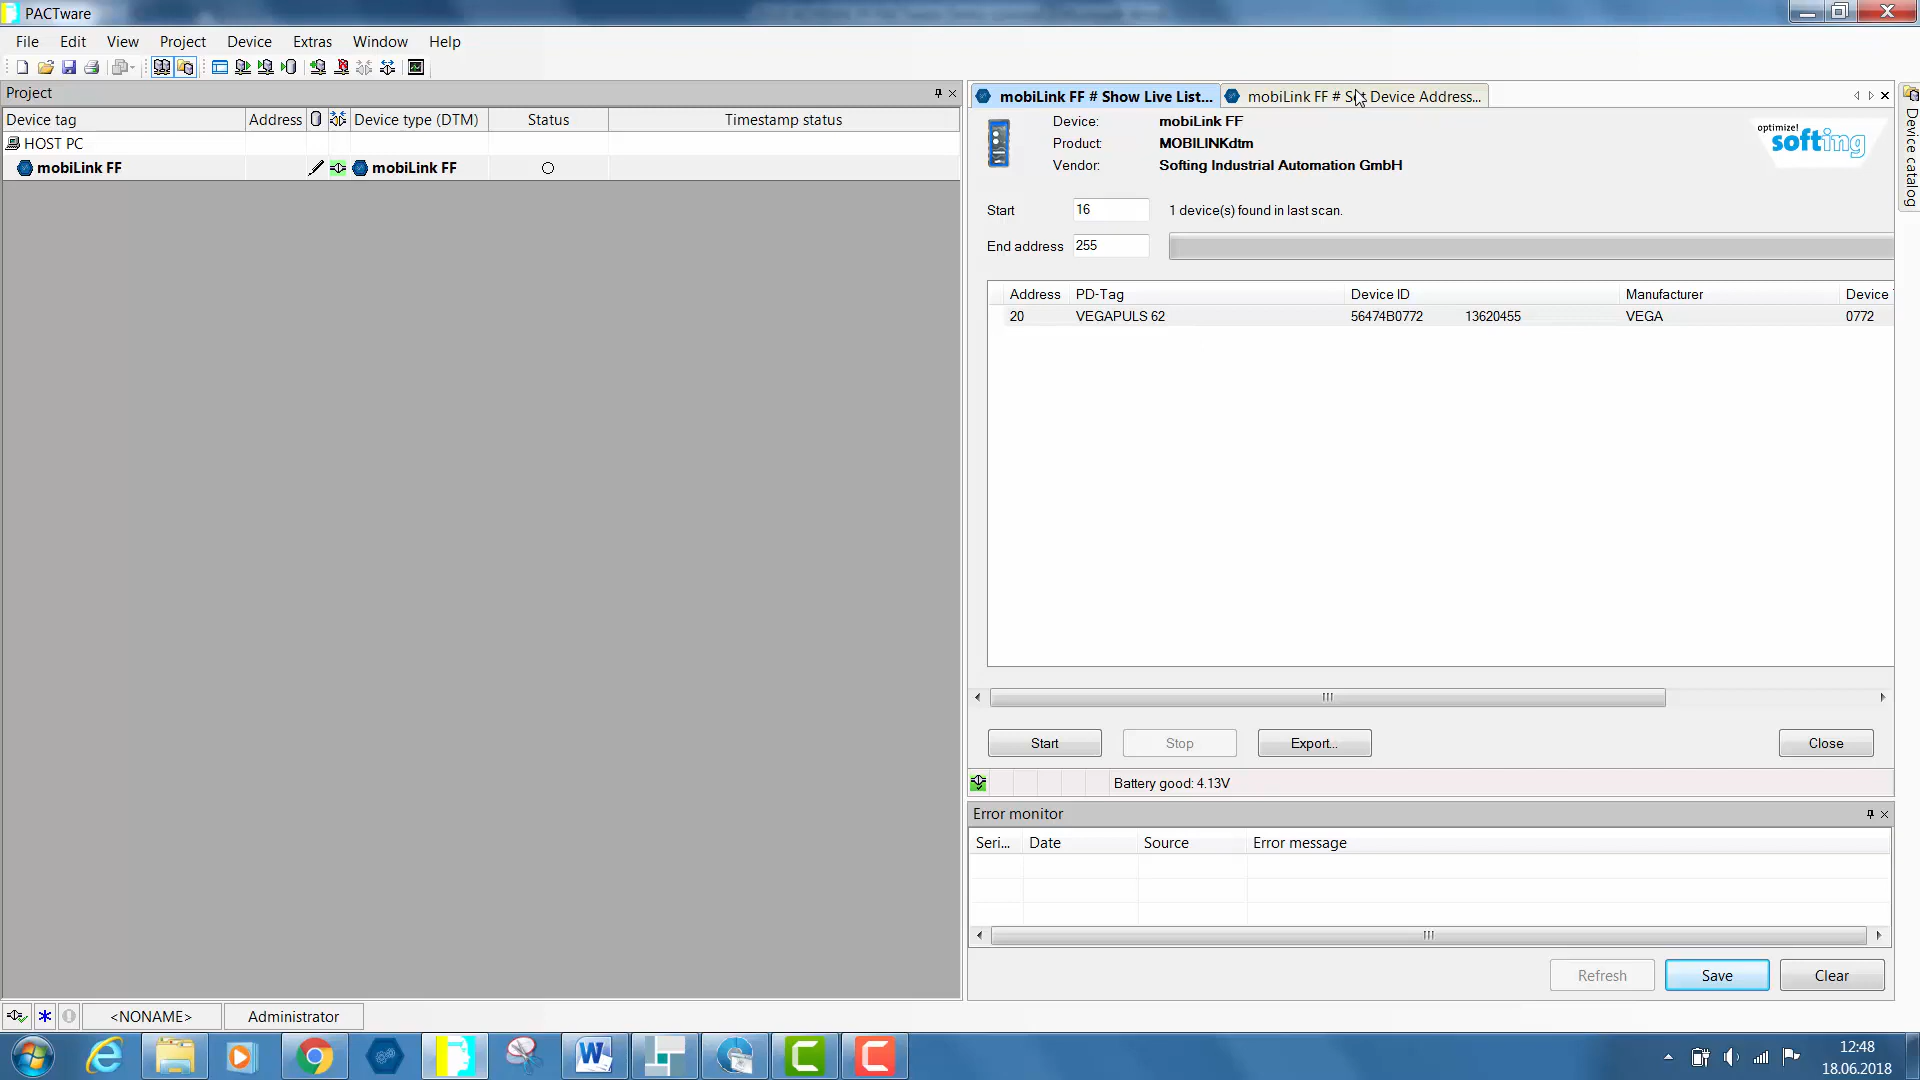 PACTware
File Edit View Project Device Extras Window Help
Project
Device tag Address Device type (DTM) Status Timestamp status
HOST PC
mobiLink FF mobiLink FF
mobiLink FF # Show Live List... mobiLink FF # Set Device Address...
Device: mobiLink FF
Product: MOBILINKdtm
Vendor: Softing Industrial Automation GmbH
optimize!
softing
Start 16 1 device(s) found in last scan.
End address 255
Address PD-Tag Device ID Manufacturer Device
20 VEGAPULS 62 56474B0772 13620455 VEGA 0772
Start Stop Export... Close
Battery good: 4.13V
Error monitor
Seri... Date Source Error message
Refresh Save Clear
Device catalog
<NONAME> Administrator
12:48
18.06.2018